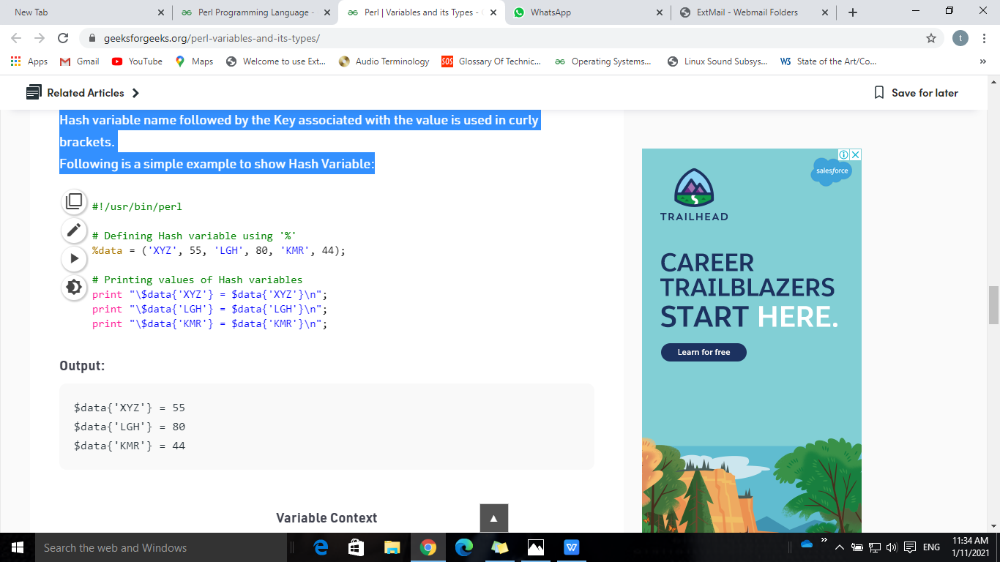 New Tab
Perl Programming Language -
Perl | Variables and its Types -
WhatsApp
ExtMail - Webmail Folders
geeksforgeeks.org/perl-variables-and-its-types/
t
Apps
Gmail
YouTube
Maps
Welcome to use Ext...
Audio Terminology
SOS
Glossary Of Technic...
Operating Systems...
Linux Sound Subsys...
W3
State of the Art/Co...
Related Articles
Save for later
Hash variable name followed by the Key associated with the value is used in curly
brackets.
Following is a simple example to show Hash Variable:
#!/usr/bin/perl
# Defining Hash variable using '%'
%data = ('XYZ', 55, 'LGH', 80, 'KMR', 44);
# Printing values of Hash variables
print "\$data{'XYZ'} = $data{'XYZ'}\n";
print "\$data{'LGH'} = $data{'LGH'}\n";
print "\$data{'KMR'} = $data{'KMR'}\n";
Output:
$data{'XYZ'} = 55
$data{'LGH'} = 80
$data{'KMR'} = 44
Variable Context
salesforce
TRAILHEAD
CAREER
TRAILBLAZERS
START HERE.
Learn for free
Search the web and Windows
ENG
11:34 AM
1/11/2021